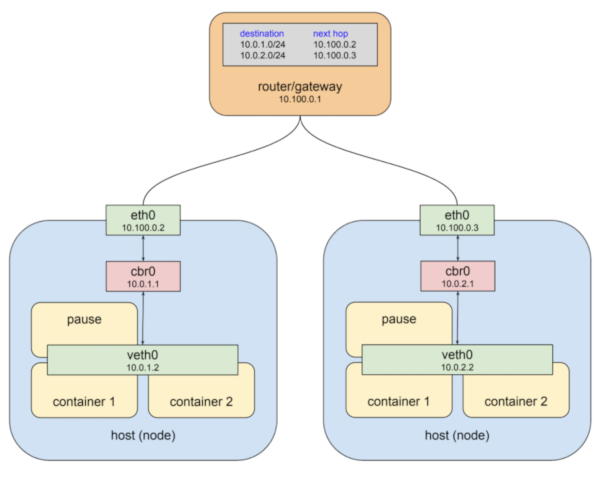 destination next hop
10.0.1.0/24 10.100.0.2
10.0.2.0/24 10.100.0.3
router/gateway
10.100.0.1
eth0
10.100.0.2
cbr0
10.0.1.1
pause
veth0
10.0.1.2
container 1
container 2
host (node)
eth0
10.100.0.3
cbr0
10.0.2.1
pause
veth0
10.0.2.2
container 1
container 2
host (node)